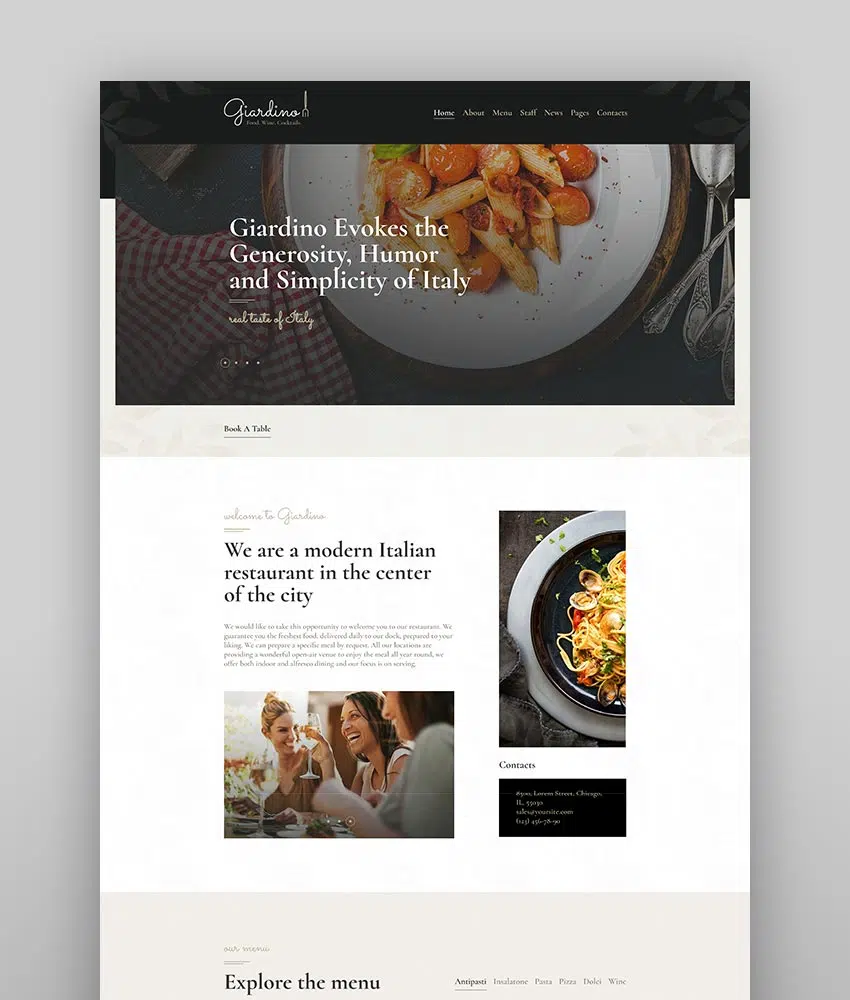 Giardino
Food. Wine. Cocktails.
Home About Menu Staff News Pages Contacts
Giardino Evokes the
Generosity, Humor
and Simplicity of Italy
real taste of Italy
Book A Table
welcome to Giardino
We are a modern Italian
restaurant in the center
of the city
We would like to take this opportunity to welcome you to our restaurant. We
guarantee you the freshest food, delivered daily to our dock, prepared to your
liking. We can prepare a specific meal by request. All our locations are
providing a wonderful open-air venue to enjoy the meal all year round, we
offer both indoor and alfresco dining and our focus is on serving.
Contacts
8500, Lorem Street, Chicago,
IL, 55030
sales@yoursite.com
(123) 456-78-90
our menu
Explore the menu
Antipasti Insalatone Pasta Pizza Dolci Wine